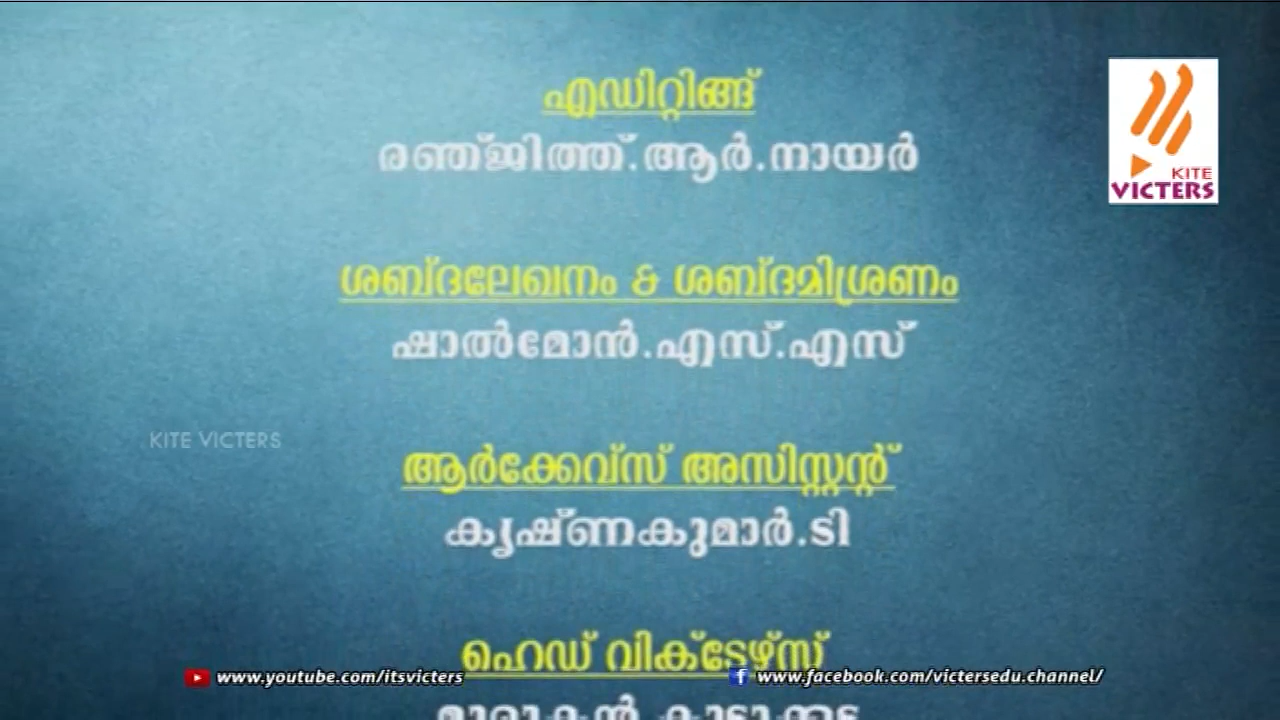 എഡിറ്റിങ്ങ്
രഞ്ജിത്ത്.ആർ.നായർ
KITE
VICTERS
ശബ്ദലേഖനം & ശബ്ദമിശ്രണം
ഷാൽമോൻ.എസ്.എസ്
KITE VICTERS
ആർക്കേവ്സ് അസിസ്റ്റന്റ്
കൃഷ്ണകുമാർ.ടി
ഹെഡ് വിക്ടേഴ്സ്
www.youtube.com/itsvicters
www.facebook.com/victersedu.channel/